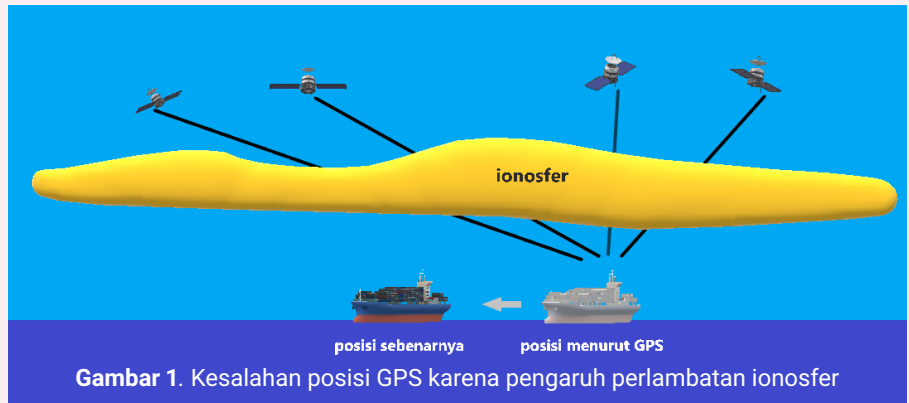 ionosfer
posisi sebenarnya
posisi menurut GPS
Gambar 1. Kesalahan posisi GPS karena pengaruh perlambatan ionosfer